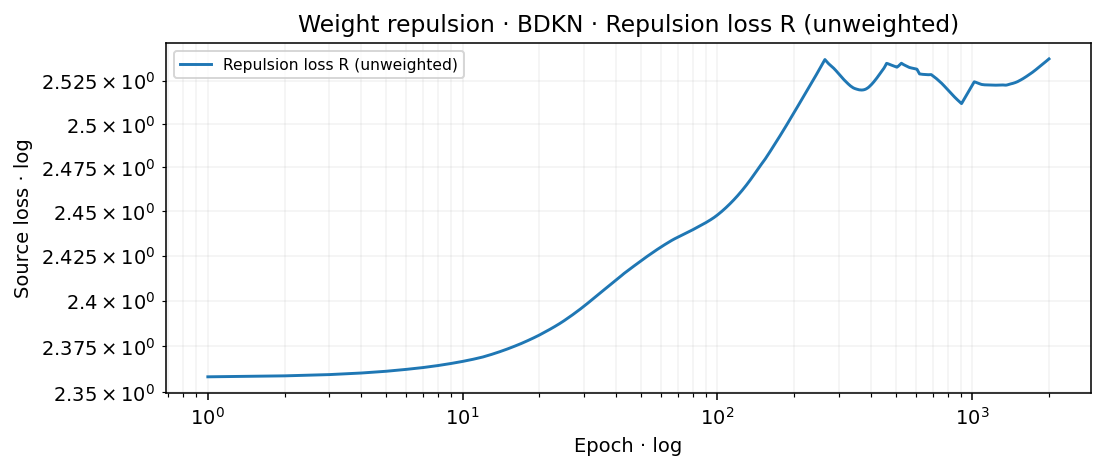 Weight repulsion · BDKN · Repulsion loss R (unweighted)
Repulsion loss R (unweighted)
Source loss · log
2.525 × 10⁰
2.5 × 10⁰
2.475 × 10⁰
2.45 × 10⁰
2.425 × 10⁰
2.4 × 10⁰
2.375 × 10⁰
2.35 × 10⁰
10⁰ 10¹ 10² 10³
Epoch · log